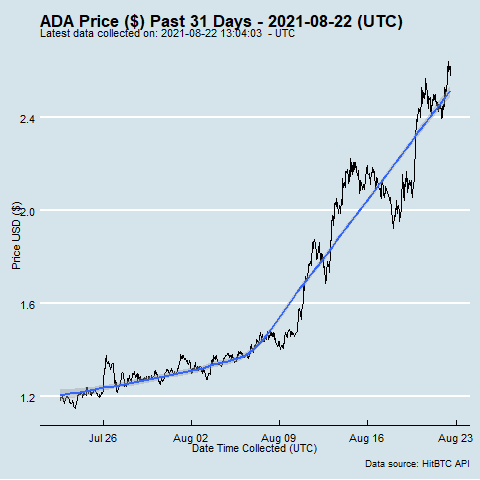 ADA Price ($) Past 31 Days - 2021-08-22 (UTC)
Latest data collected on: 2021-08-22 13:04:03  - UTC
Price USD ($)
2.4
2.0
1.6
1.2
Jul 26
Aug 02
Aug 09
Aug 16
Aug 23
Date Time Collected (UTC)
Data source: HitBTC API